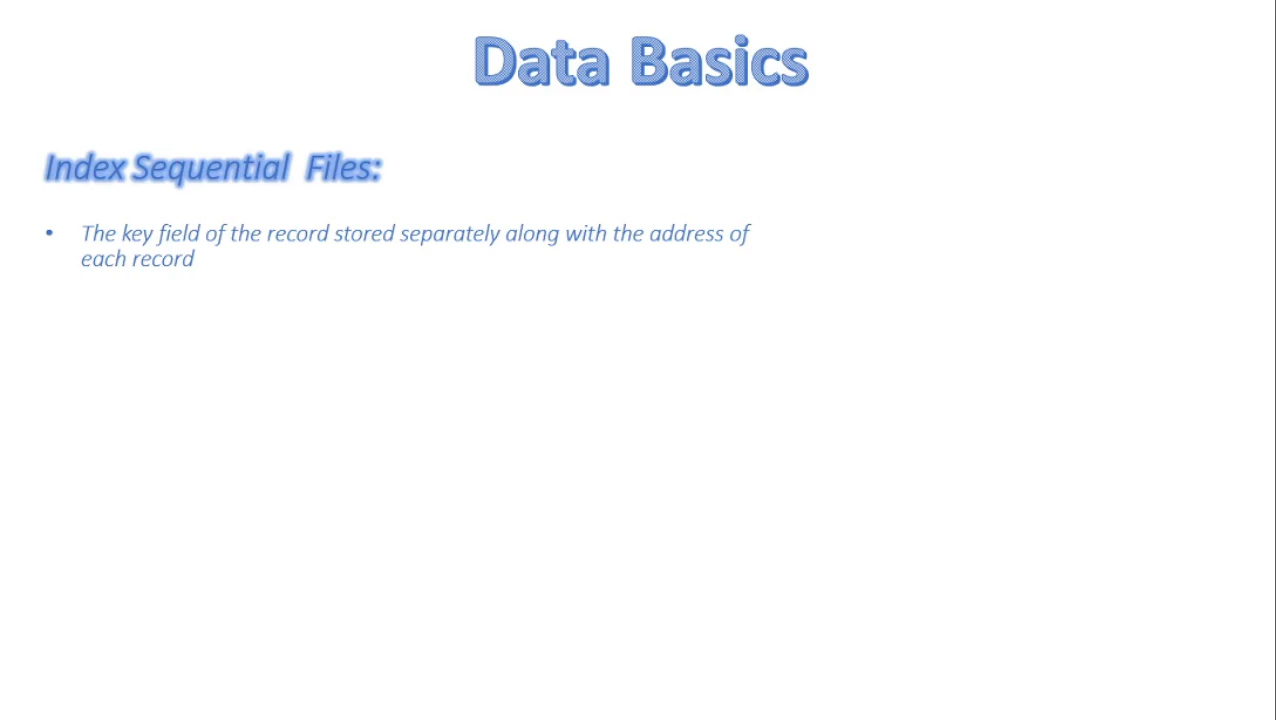 Data Basics
Index Sequential Files:
• The key field of the record stored separately along with the address of
each record